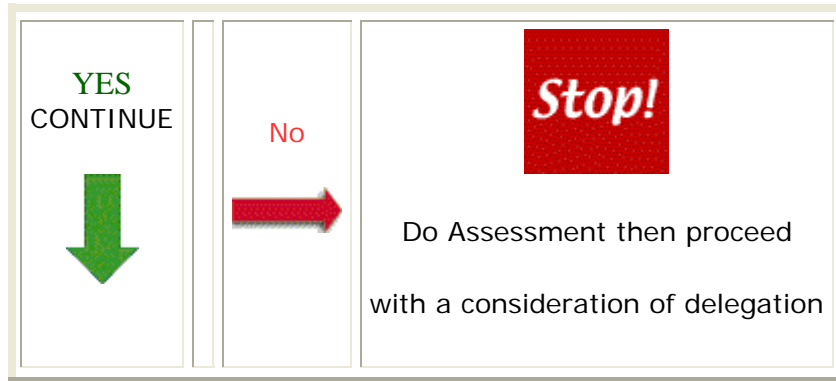 YES
CONTINUE
No
Stop!
Do Assessment then proceed
with a consideration of delegation